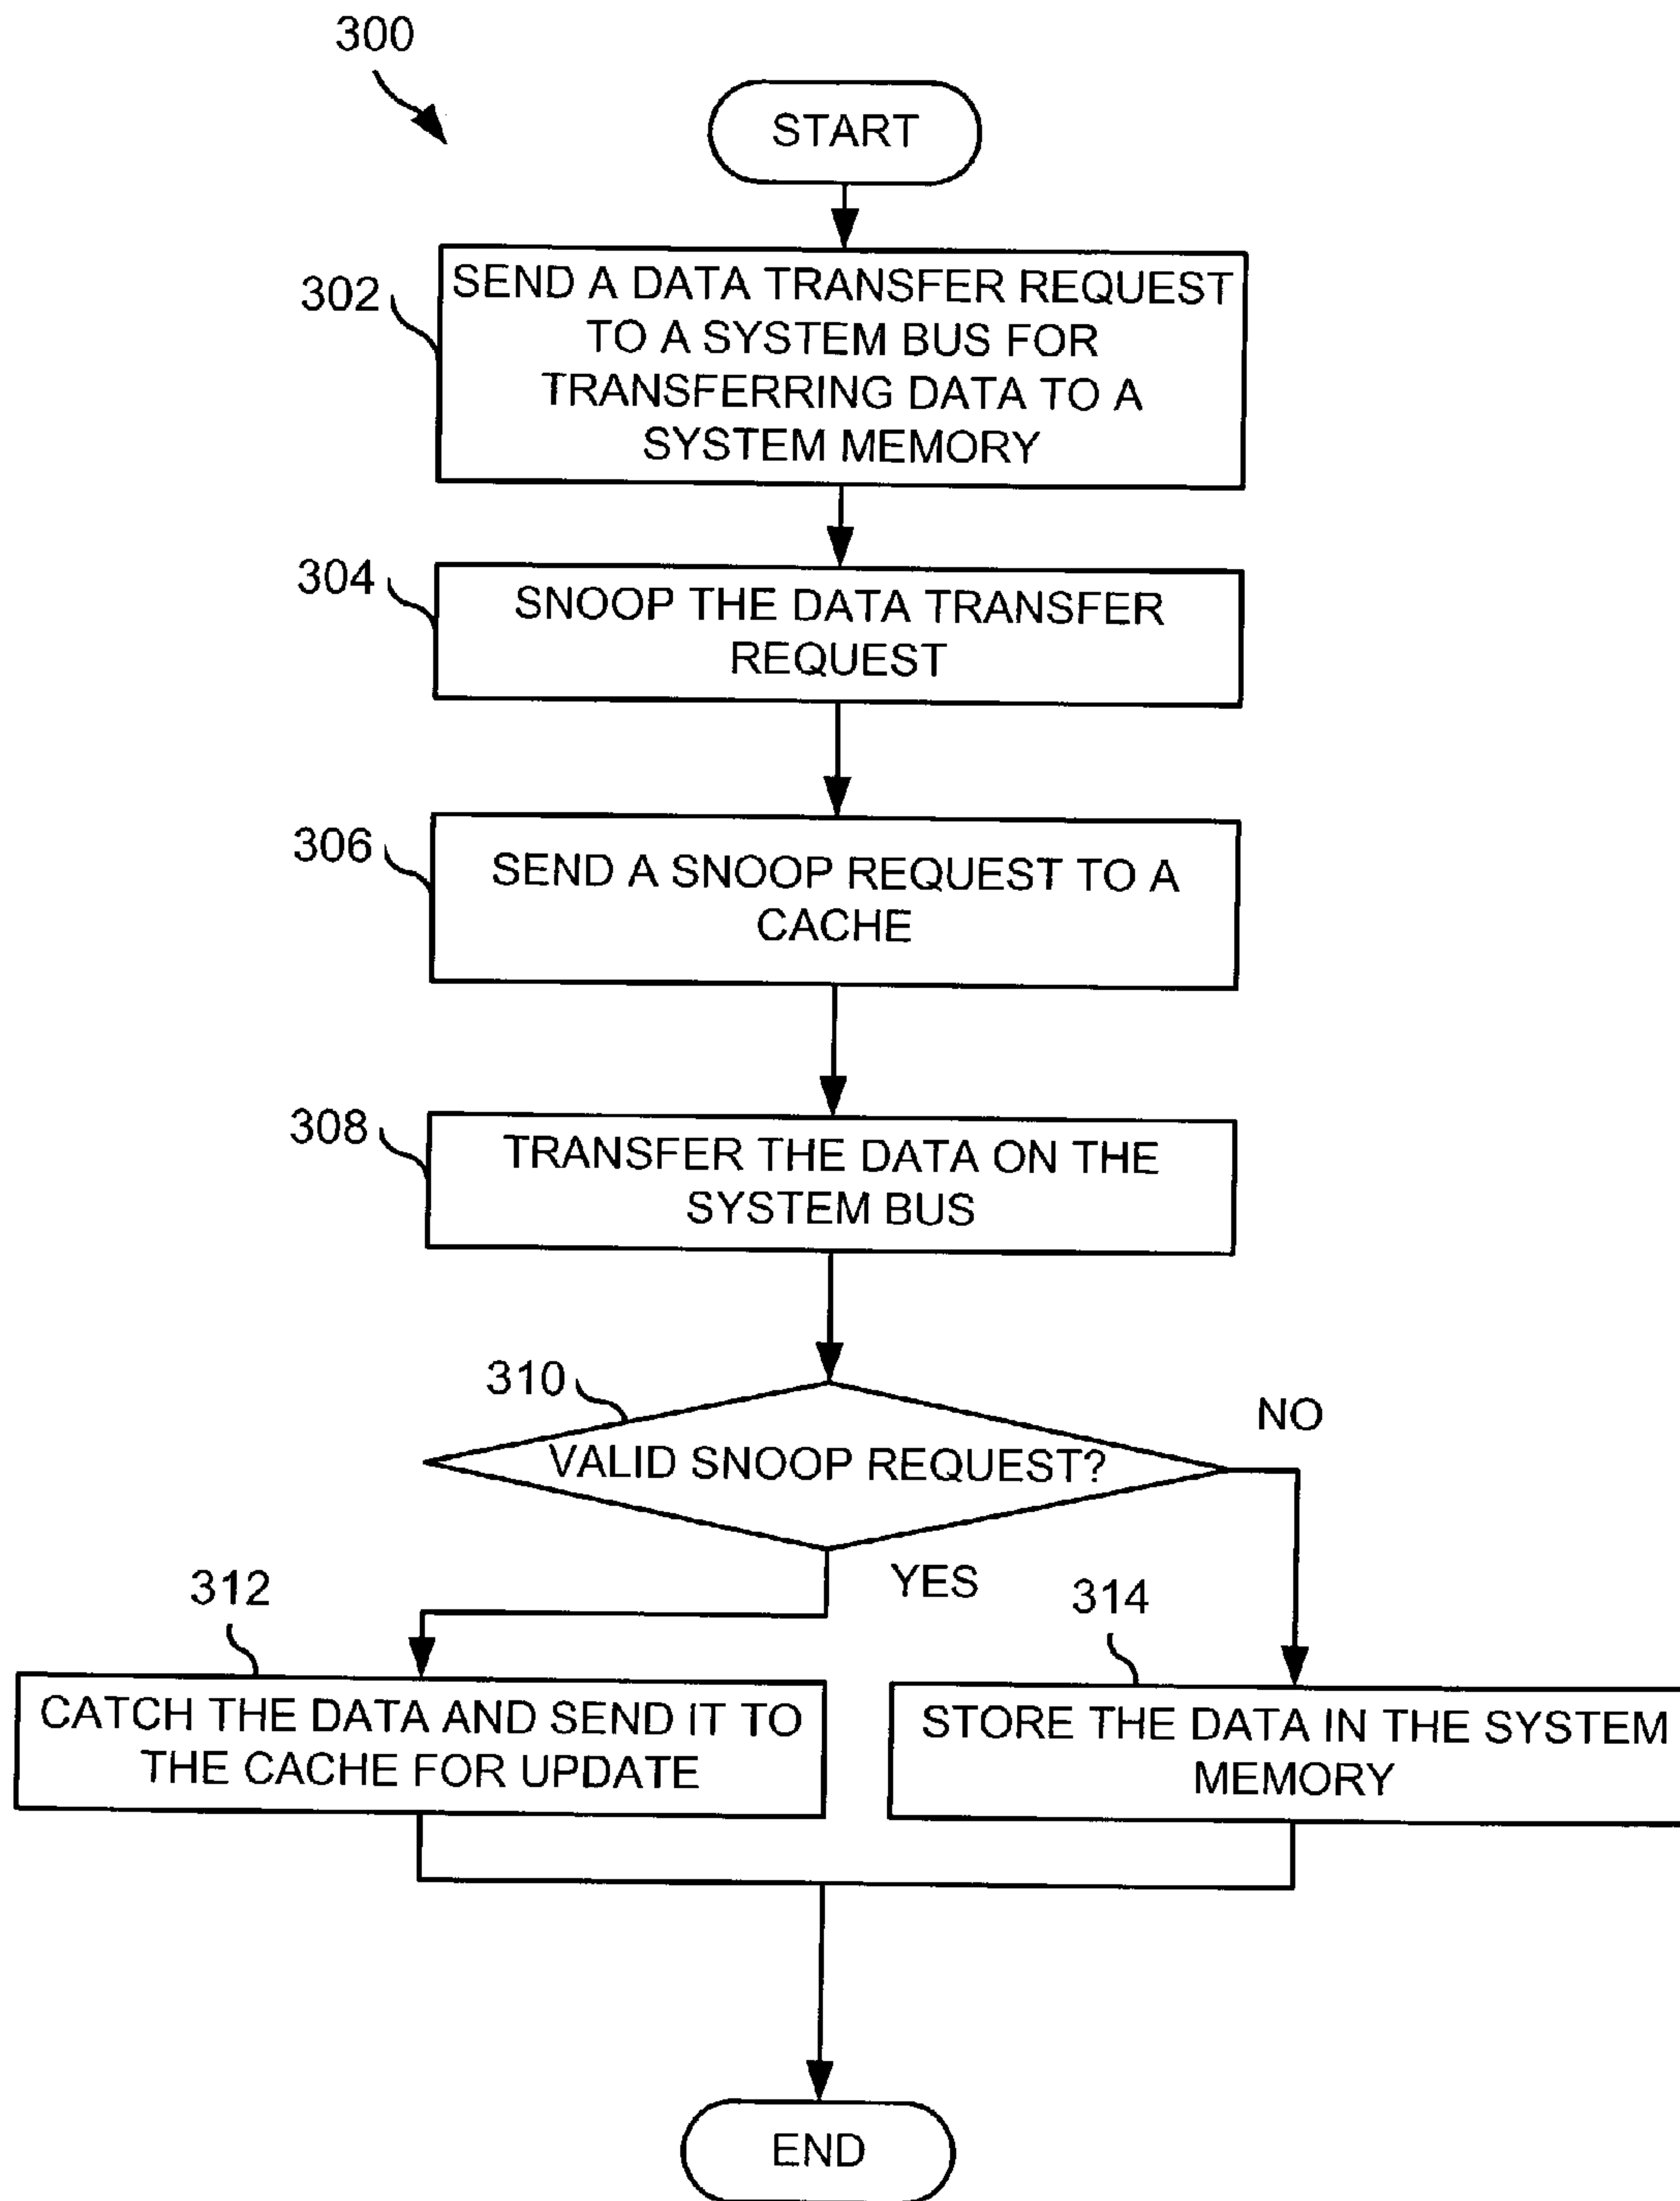 300
START
302
SEND A DATA TRANSFER REQUEST
TO A SYSTEM BUS FOR
TRANSFERRING DATA TO A
SYSTEM MEMORY
304
SNOOP THE DATA TRANSFER
REQUEST
306
SEND A SNOOP REQUEST TO A
CACHE
308
TRANSFER THE DATA ON THE
SYSTEM BUS
310
VALID SNOOP REQUEST?
NO
YES
312
CATCH THE DATA AND SEND IT TO
THE CACHE FOR UPDATE
314
STORE THE DATA IN THE SYSTEM
MEMORY
END